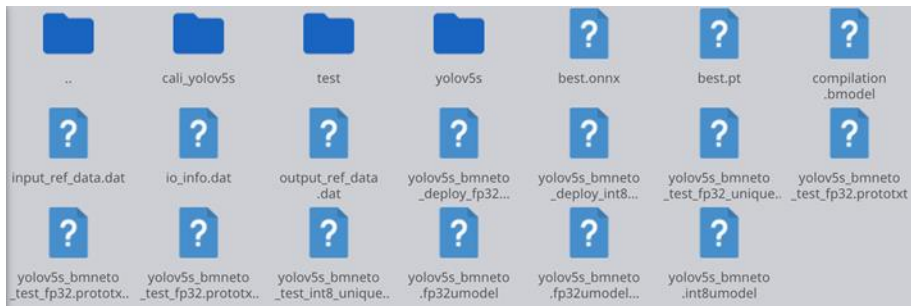 ..
cali_yolov5s
test
yolov5s
best.onnx
best.pt
compilation
.bmodel
input_ref_data.dat
io_info.dat
output_ref_data
.dat
yolov5s_bmneto
_deploy_fp32...
yolov5s_bmneto
_deploy_int8...
yolov5s_bmneto
_test_fp32_unique..
yolov5s_bmneto
_test_fp32.prototxt
yolov5s_bmneto
_test_fp32.prototx..
yolov5s_bmneto
_test_fp32.prototx..
yolov5s_bmneto
_test_int8_unique..
yolov5s_bmneto
.fp32umodel
yolov5s_bmneto
.fp32umodel...
yolov5s_bmneto
.int8umodel